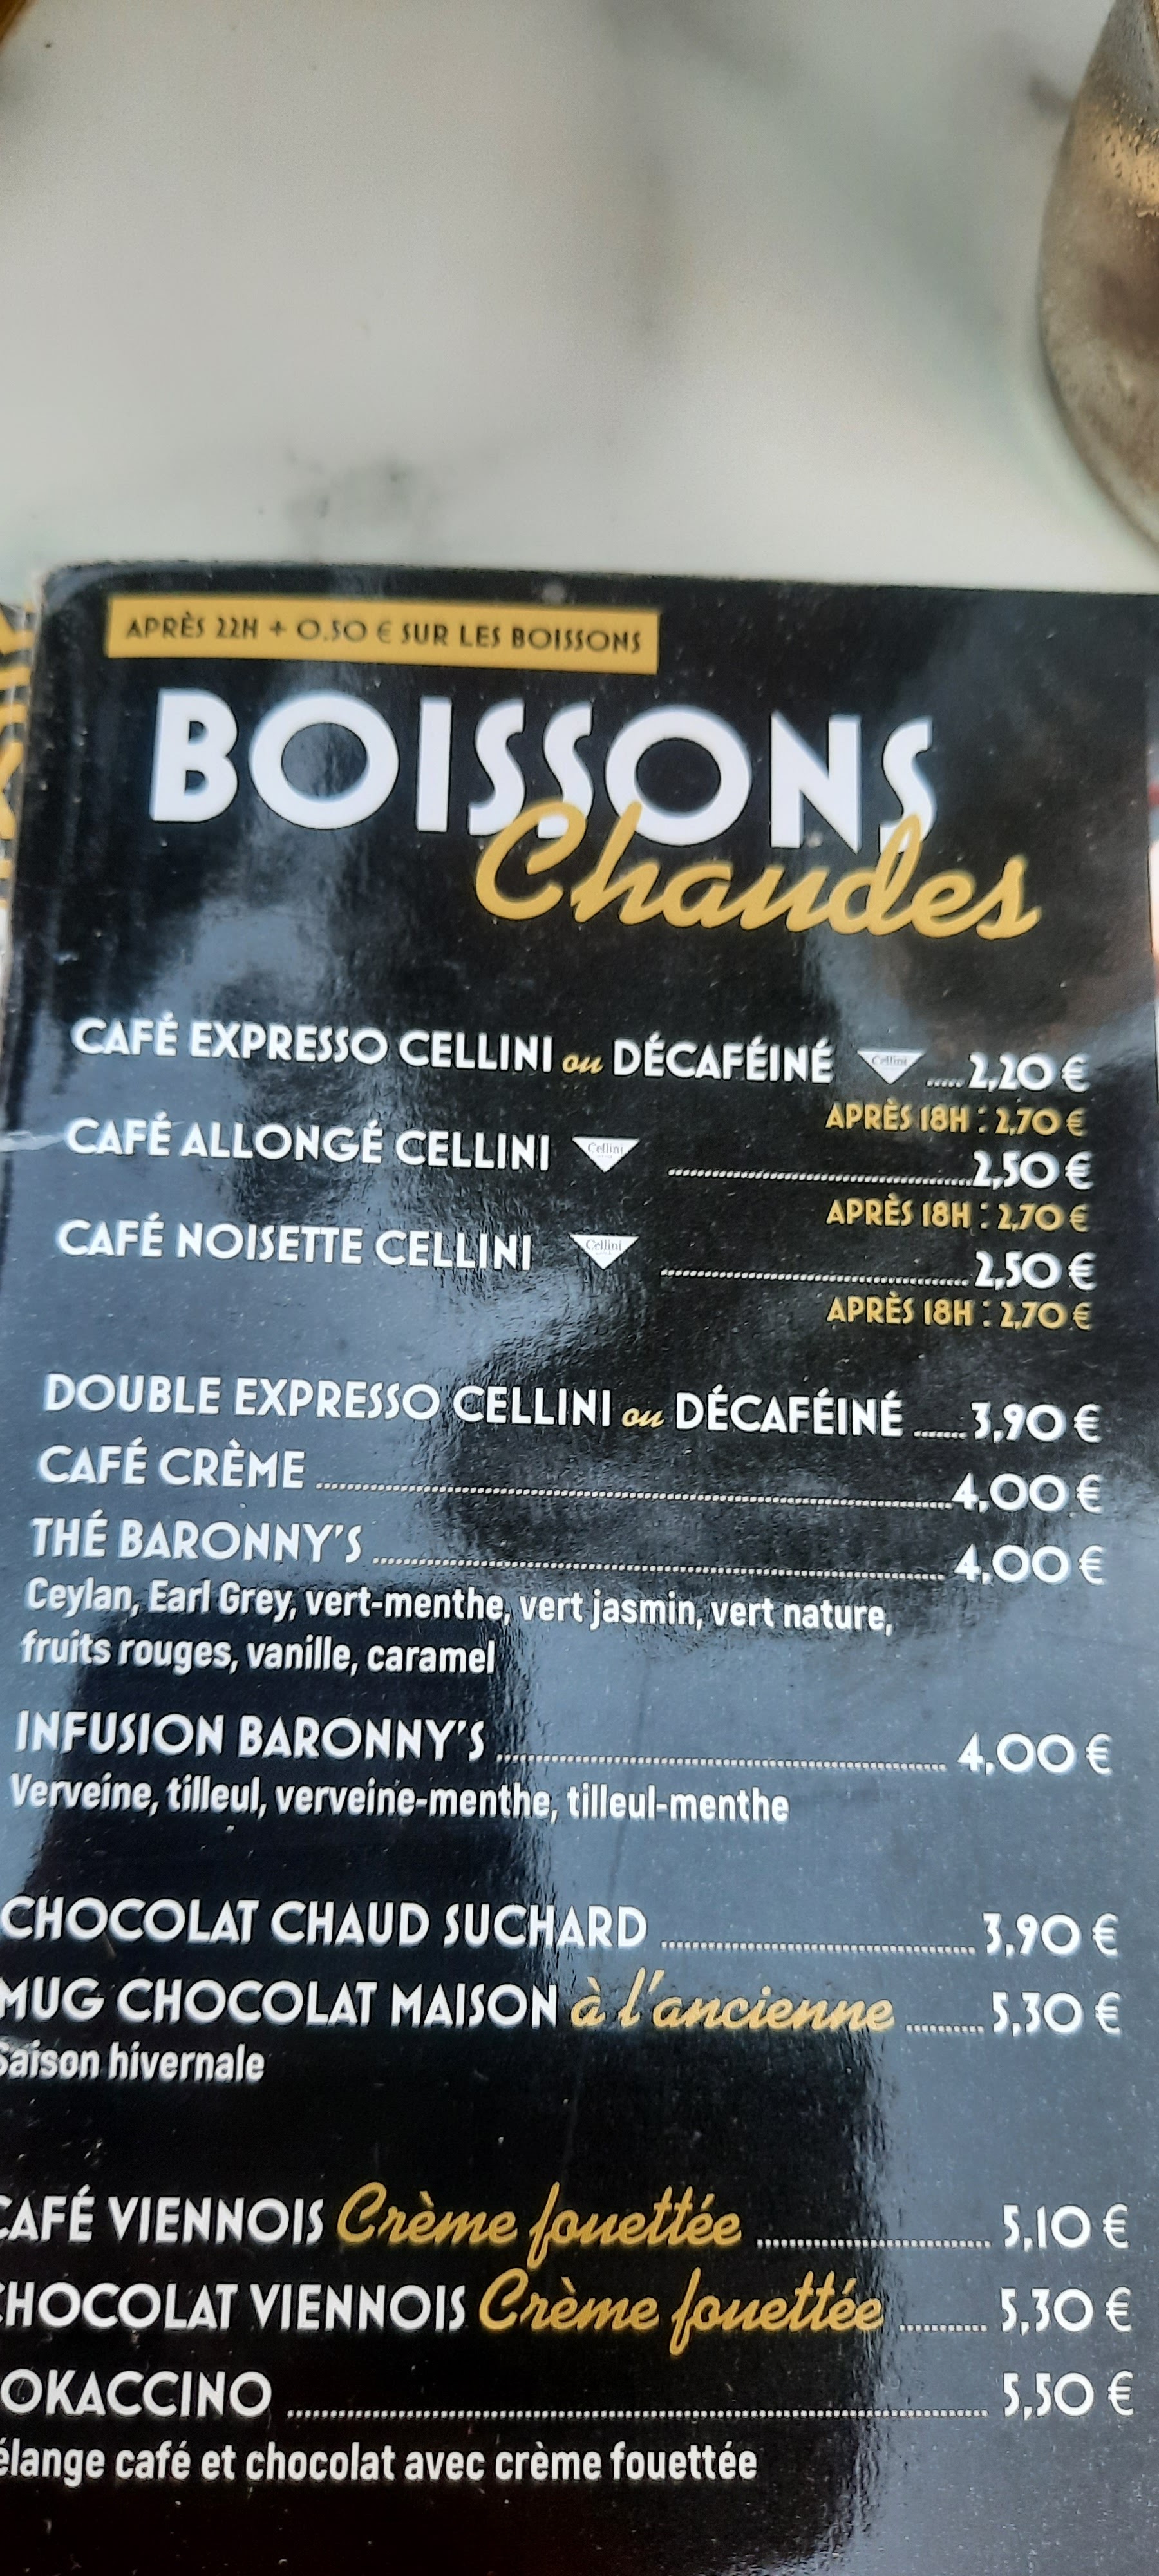 APRÈS 22H + 0.50 € SUR LES BOISSONS
BOISSONS
Chaudes
CAFÉ EXPRESSO CELLINI ou DÉCAFÉINÉ Cellini ..... 2,20 €
APRÈS 18H : 2,70 €
CAFÉ ALLONGÉ CELLINI Cellini ..... 2,50 €
APRÈS 18H : 2,70 €
CAFÉ NOISETTE CELLINI Cellini ..... 2,50 €
APRÈS 18H : 2,70 €
DOUBLE EXPRESSO CELLINI ou DÉCAFÉINÉ ..... 3,90 €
CAFÉ CRÈME ..... 4,00 €
THÉ BARONNY'S ..... 4,00 €
Ceylan, Earl Grey, vert-menthe, vert jasmin, vert nature,
fruits rouges, vanille, caramel
INFUSION BARONNY'S ..... 4,00 €
Verveine, tilleul, verveine-menthe, tilleul-menthe
CHOCOLAT CHAUD SUCHARD ..... 3,90 €
MUG CHOCOLAT MAISON à l'ancienne ..... 5,30 €
Saison hivernale
CAFÉ VIENNOIS Crème fouettée ..... 5,10 €
CHOCOLAT VIENNOIS Crème fouettée ..... 5,30 €
OKACCINO ..... 5,50 €
élange café et chocolat avec crème fouettée